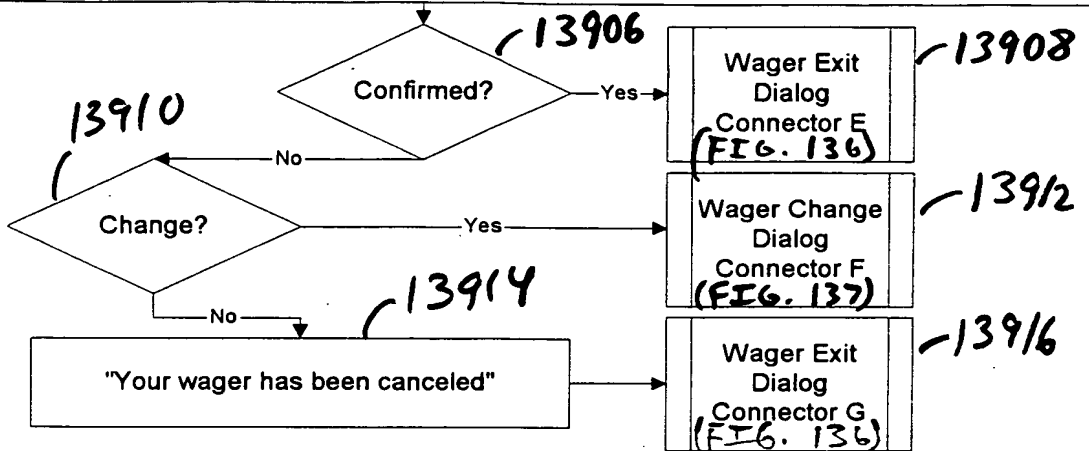 13906
Confirmed?
Yes
Wager Exit
Dialog
Connector E
(FIG. 136)
13908
13910
No
Change?
Yes
Wager Change
Dialog
Connector F
(FIG. 137)
13912
No
13914
"Your wager has been canceled"
Wager Exit
Dialog
Connector G
(FIG. 136)
13916